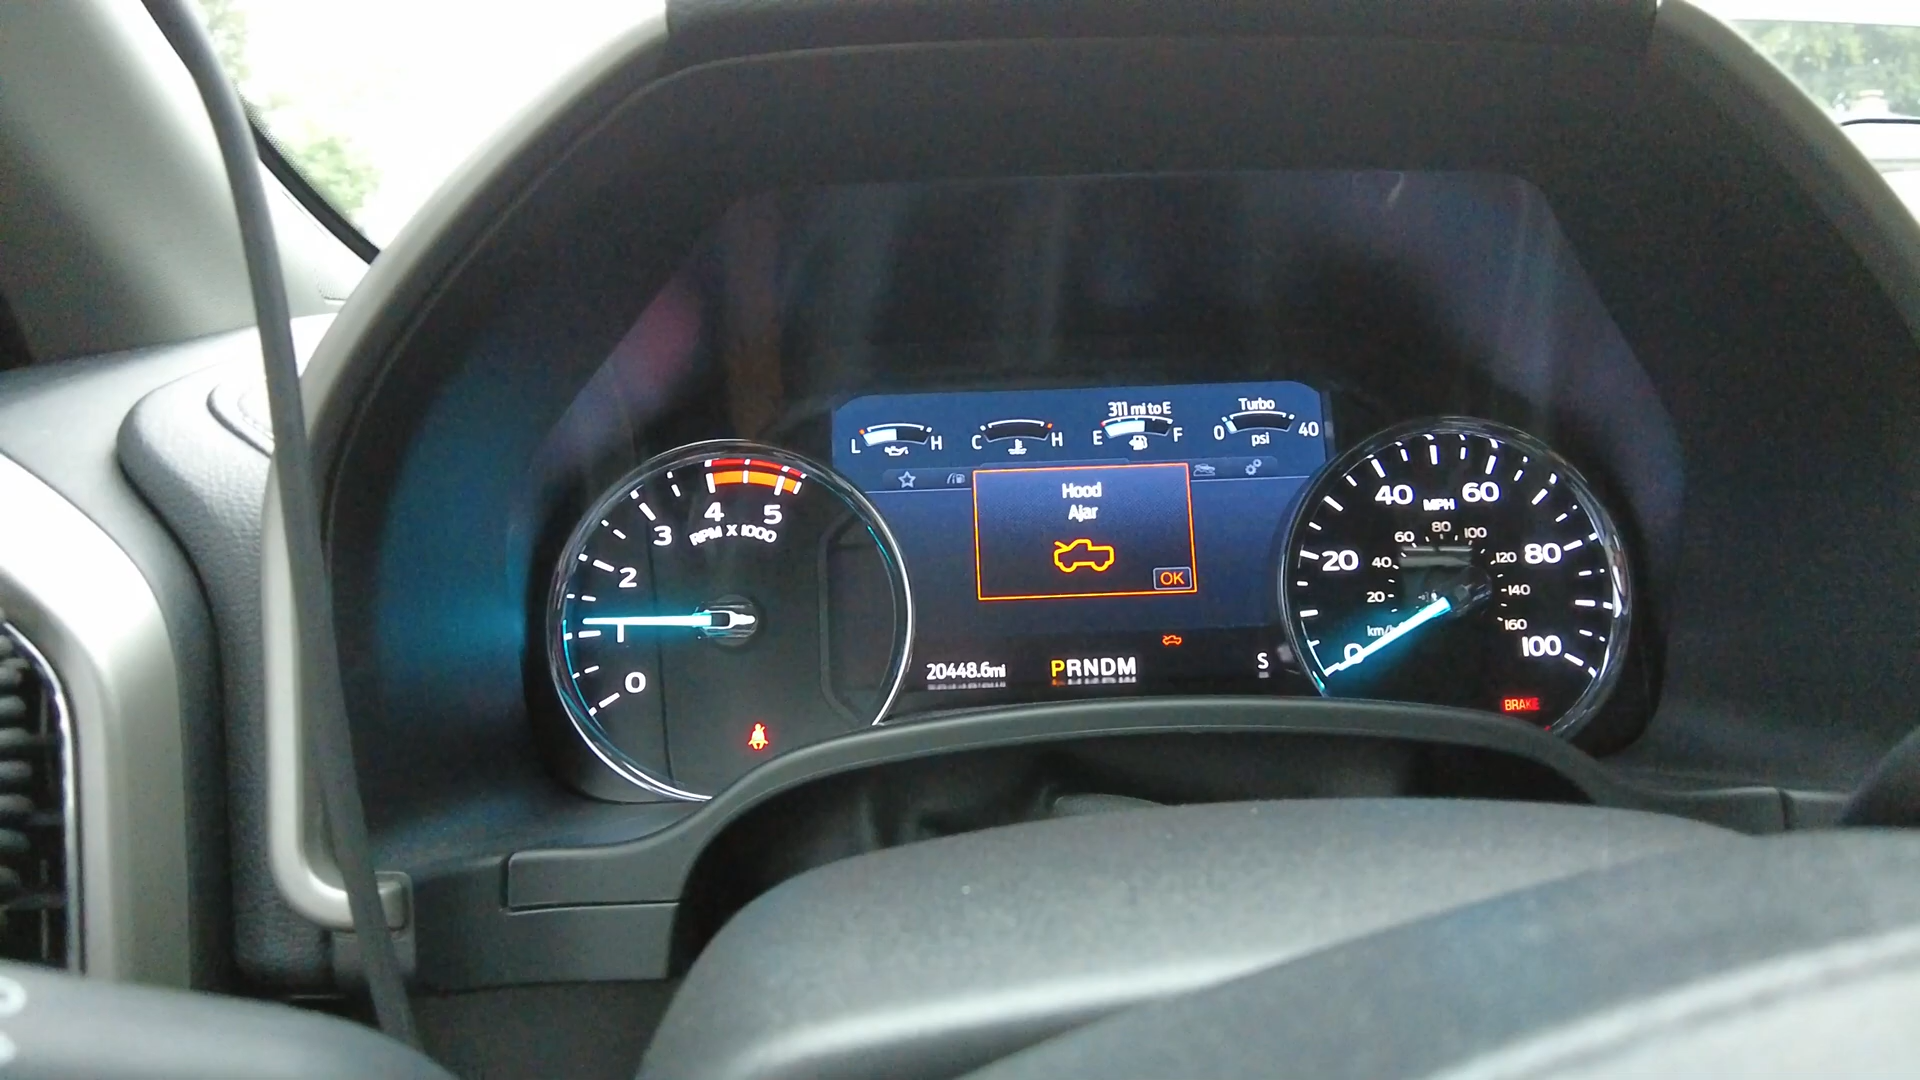 311 mi to E
Turbo
L H
C H
E F
0 40
psi
Hood
Ajar
OK
0 1 2 3 4 5
RPM X 1000
20448.6mi
PRNDM
S
0 20 40 60 80 100
MPH
20 40 60 80 100 120 140 160
km/h
BRAKE